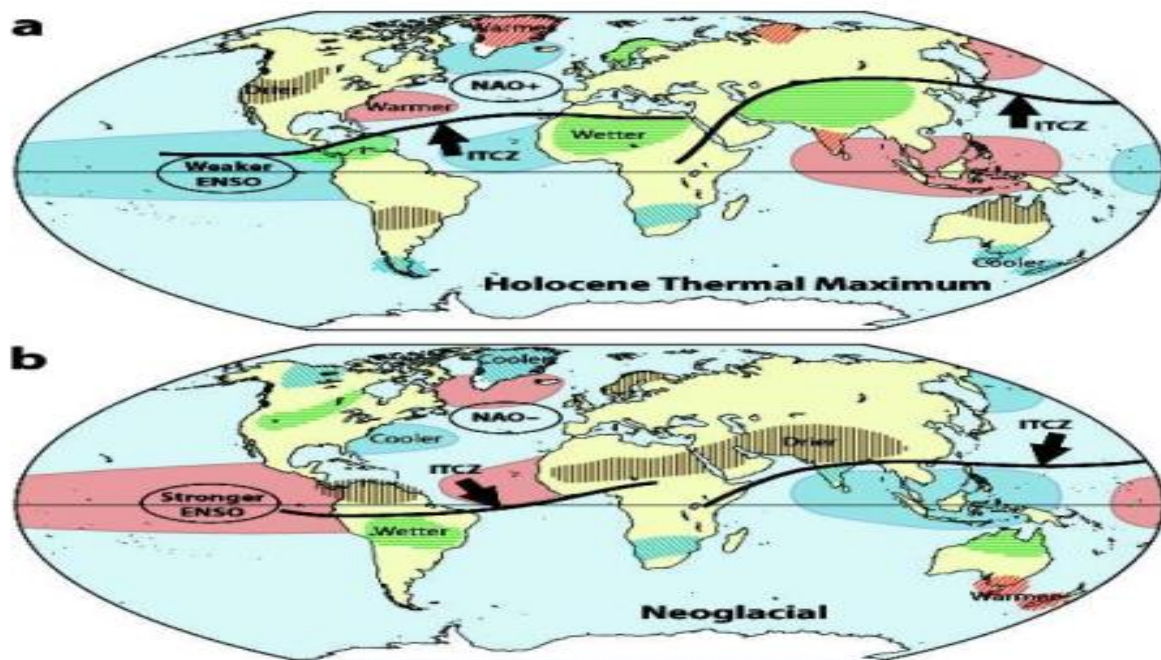 a
Warmer
Drier
NAO+
Warmer
ITCZ
Wetter
ITCZ
Weaker
ENSO
Cooler
Holocene Thermal Maximum
b
Cooler
NAO-
Cooler
Drier
ITCZ
ITCZ
Stronger
ENSO
Wetter
Warmer
Neoglacial